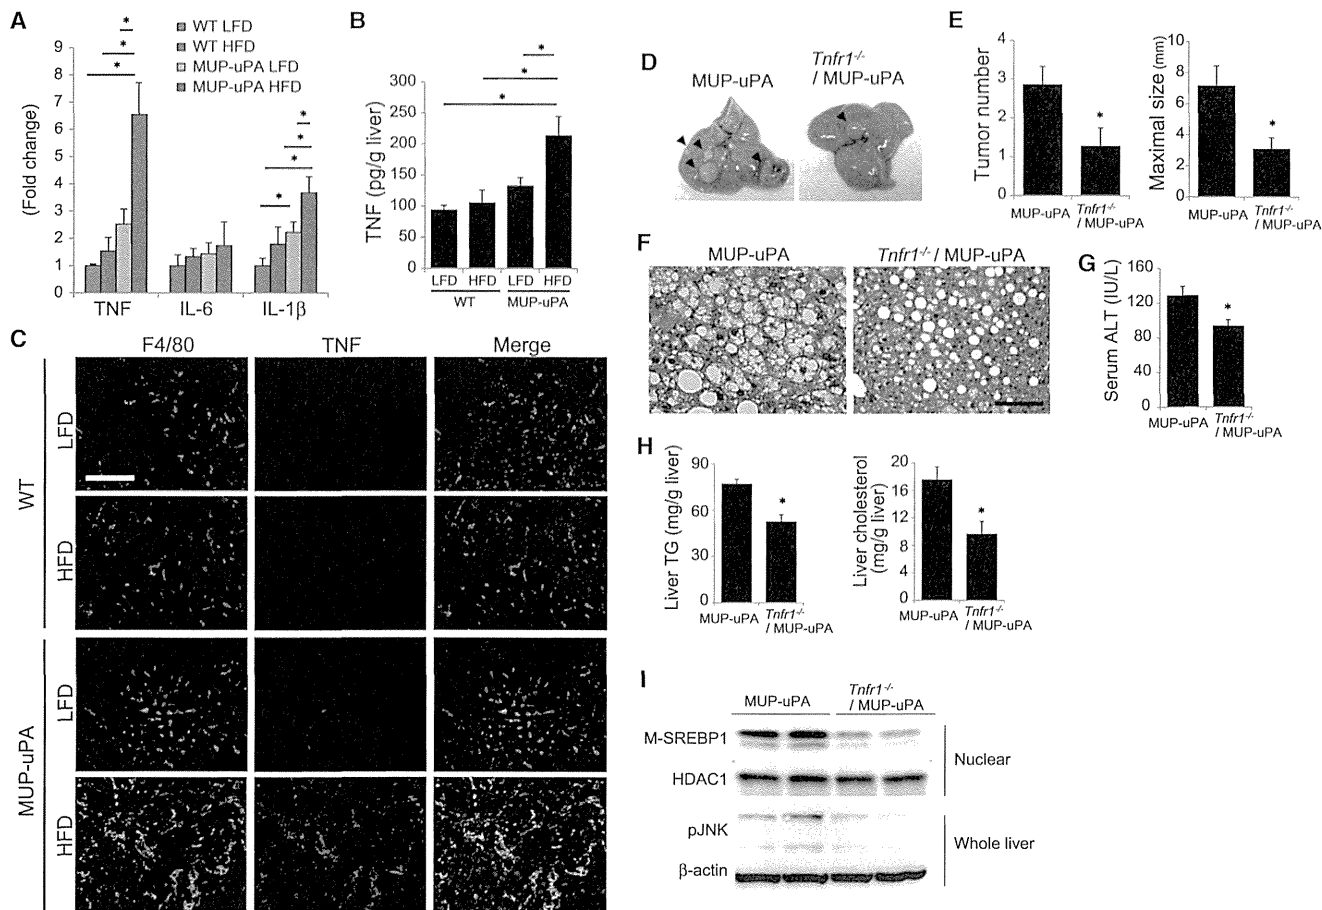 A
WT LFD
WT HFD
MUP-uPA LFD
MUP-uPA HFD
*
*
*
*
*
*
*
(Fold change)
9
8
7
6
5
4
3
2
1
0
TNF
IL-6
IL-1β
B
*
*
*
TNF (pg/g liver)
300
250
200
150
100
50
0
LFD
HFD
LFD
HFD
WT
MUP-uPA
C
F4/80
TNF
Merge
WT
LFD
HFD
MUP-uPA
LFD
HFD
D
MUP-uPA
Tnfr1-/-
/ MUP-uPA
E
Tumor number
4
3
2
1
0
*
MUP-uPA
Tnfr1-/-
/ MUP-uPA
Maximal size (mm)
10
8
6
4
2
0
*
MUP-uPA
Tnfr1-/-
/ MUP-uPA
F
MUP-uPA
Tnfr1-/- / MUP-uPA
G
Serum ALT (IU/L)
160
120
80
40
0
*
MUP-uPA
Tnfr1-/-
/ MUP-uPA
H
Liver TG (mg/g liver)
90
60
30
0
*
MUP-uPA
Tnfr1-/-
/ MUP-uPA
Liver cholesterol
(mg/g liver)
20
16
12
8
4
0
*
MUP-uPA
Tnfr1-/-
/ MUP-uPA
I
MUP-uPA
Tnfr1-/-
/ MUP-uPA
M-SREBP1
HDAC1
Nuclear
pJNK
β-actin
Whole liver